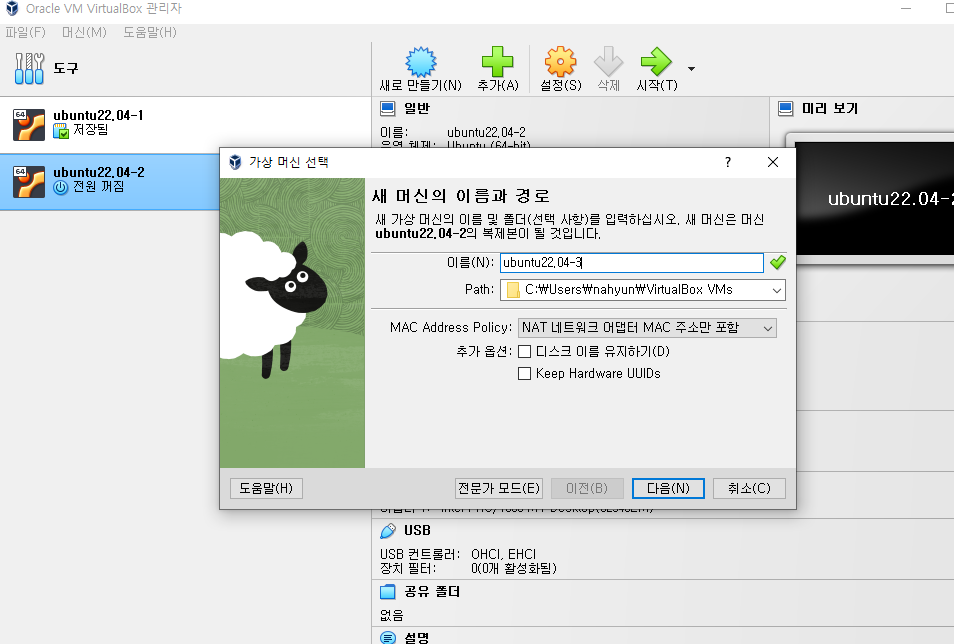 Oracle VM VirtualBox 관리자
파일(F) 머신(M) 도움말(H)
도구
새로 만들기(N) 추가(A) 설정(S) 삭제 시작(T)
64 ubuntu22.04-1
저장됨
64 ubuntu22.04-2
전원 꺼짐
일반
이름: ubuntu22.04-2
운영 체제: Ubuntu (64-bit)
미리 보기
ubuntu22.04-2
가상 머신 선택 ?
새 머신의 이름과 경로
새 가상 머신의 이름 및 폴더(선택 사항)를 입력하십시오. 새 머신은 머신
ubuntu22.04-2의 복제본이 될 것입니다.
이름(N): ubuntu22.04-3
Path: C:₩Users₩nahyun₩VirtualBox VMs
MAC Address Policy: NAT 네트워크 어댑터 MAC 주소만 포함
추가 옵션: 디스크 이름 유지하기(D)
Keep Hardware UUIDs
도움말(H) 전문가 모드(E) 이전(B) 다음(N) 취소(C)
USB
USB 컨트롤러: OHCI, EHCI
장치 필터: 0(0개 활성화됨)
공유 폴더
없음
설명